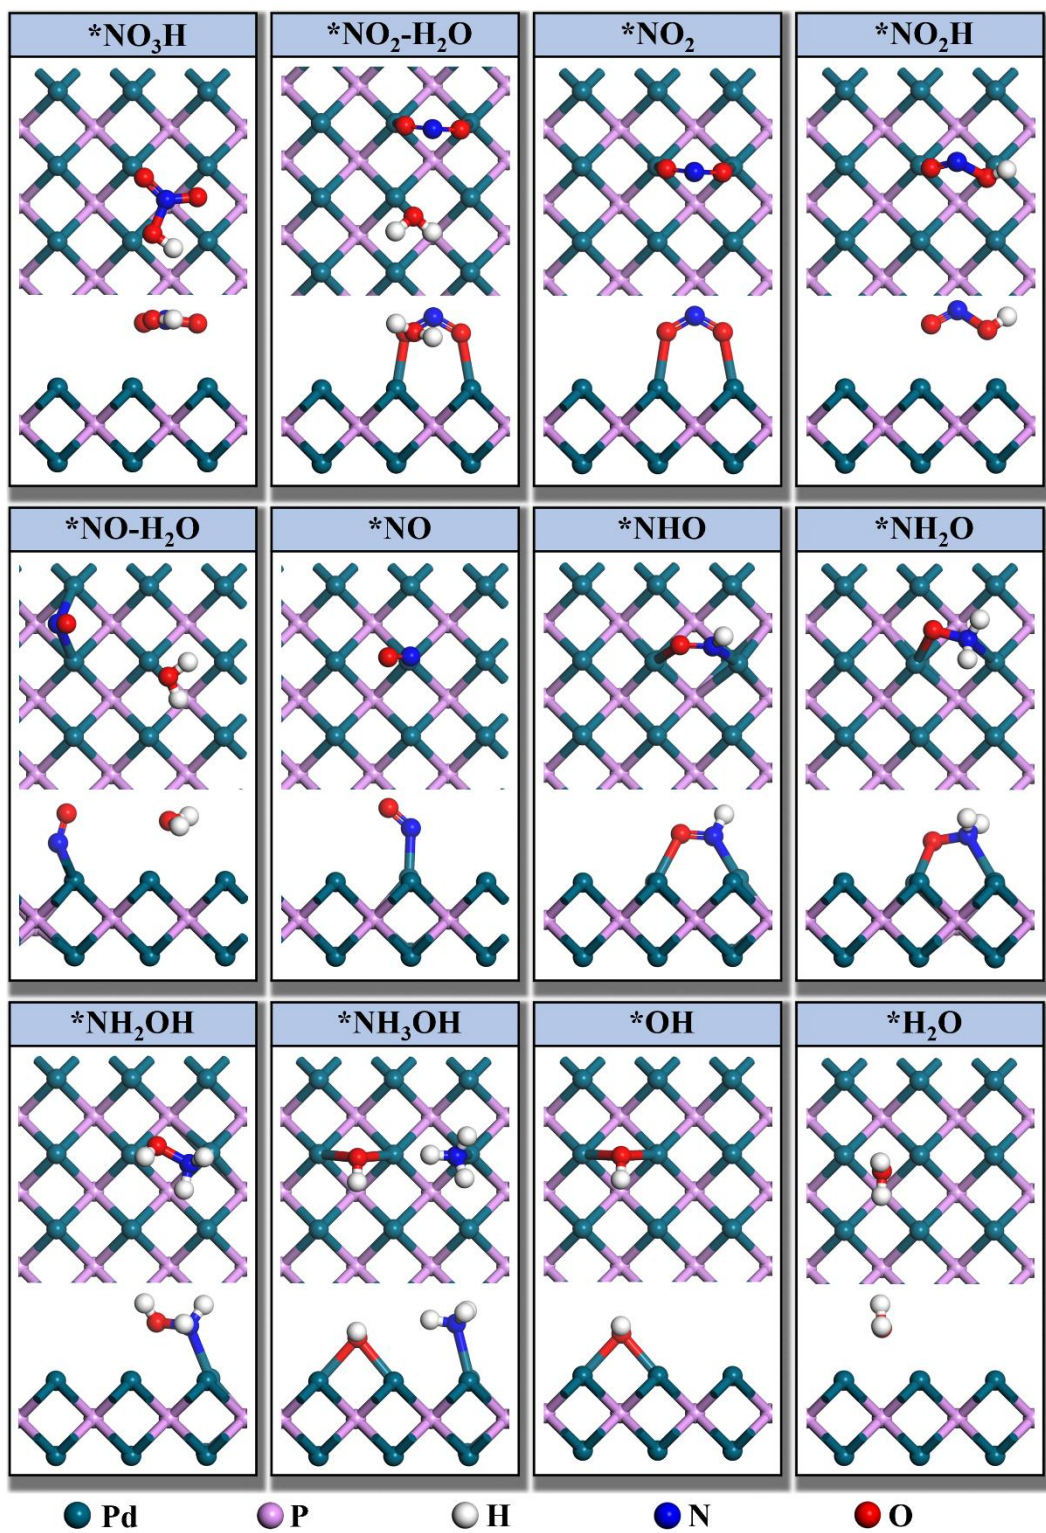 *NO₃H
*NO₂-H₂O
*NO₂
*NO₂H
*NO-H₂O
*NO
*NHO
*NH₂O
*NH₂OH
*NH₃OH
*OH
*H₂O
Pd P H N O